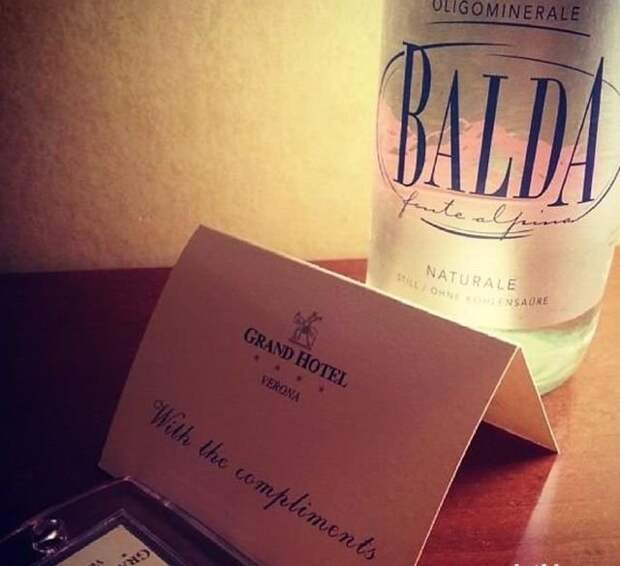 OLIGOMINERALE
BALDA
fonte alpina
NATURALE
STILL / OHNE KOHLENSÄURE
GRAND HOTEL
VERONA
With the compliments